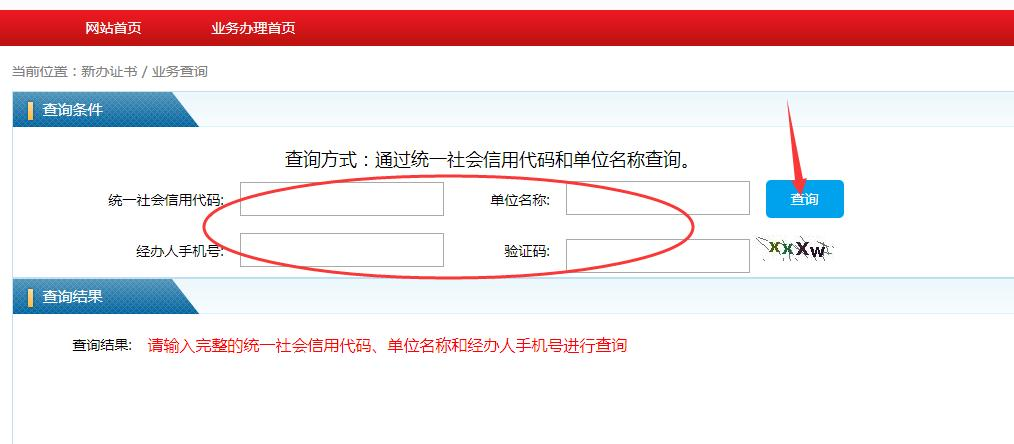 网站首页 业务办理首页
当前位置：新办证书 / 业务查询
查询条件
查询方式：通过统一社会信用代码和单位名称查询。
统一社会信用代码: 单位名称: 查询
经办人手机号: 验证码: xxXw
查询结果
查询结果: 请输入完整的统一社会信用代码、单位名称和经办人手机号进行查询